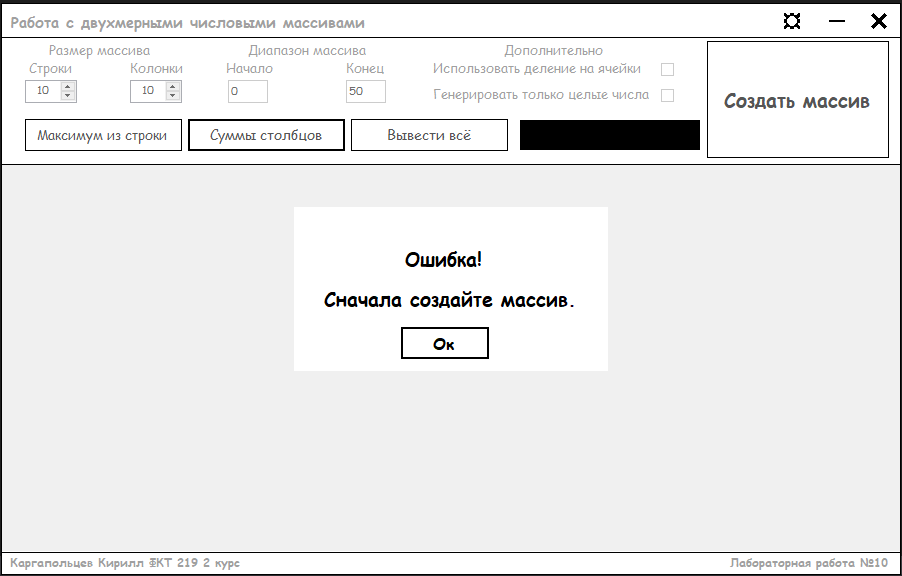 Работа с двухмерными числовыми массивами
Размер массива Диапазон массива Дополнительно
Строки Колонки Начало Конец Использовать деление на ячейки
10 10 0 50 Генерировать только целые числа
Создать массив
Максимум из строки Суммы столбцов Вывести всё
Ошибка!
Сначала создайте массив.
Ок
Каргапольцев Кирилл ФКТ 219 2 курс Лабораторная работа №10